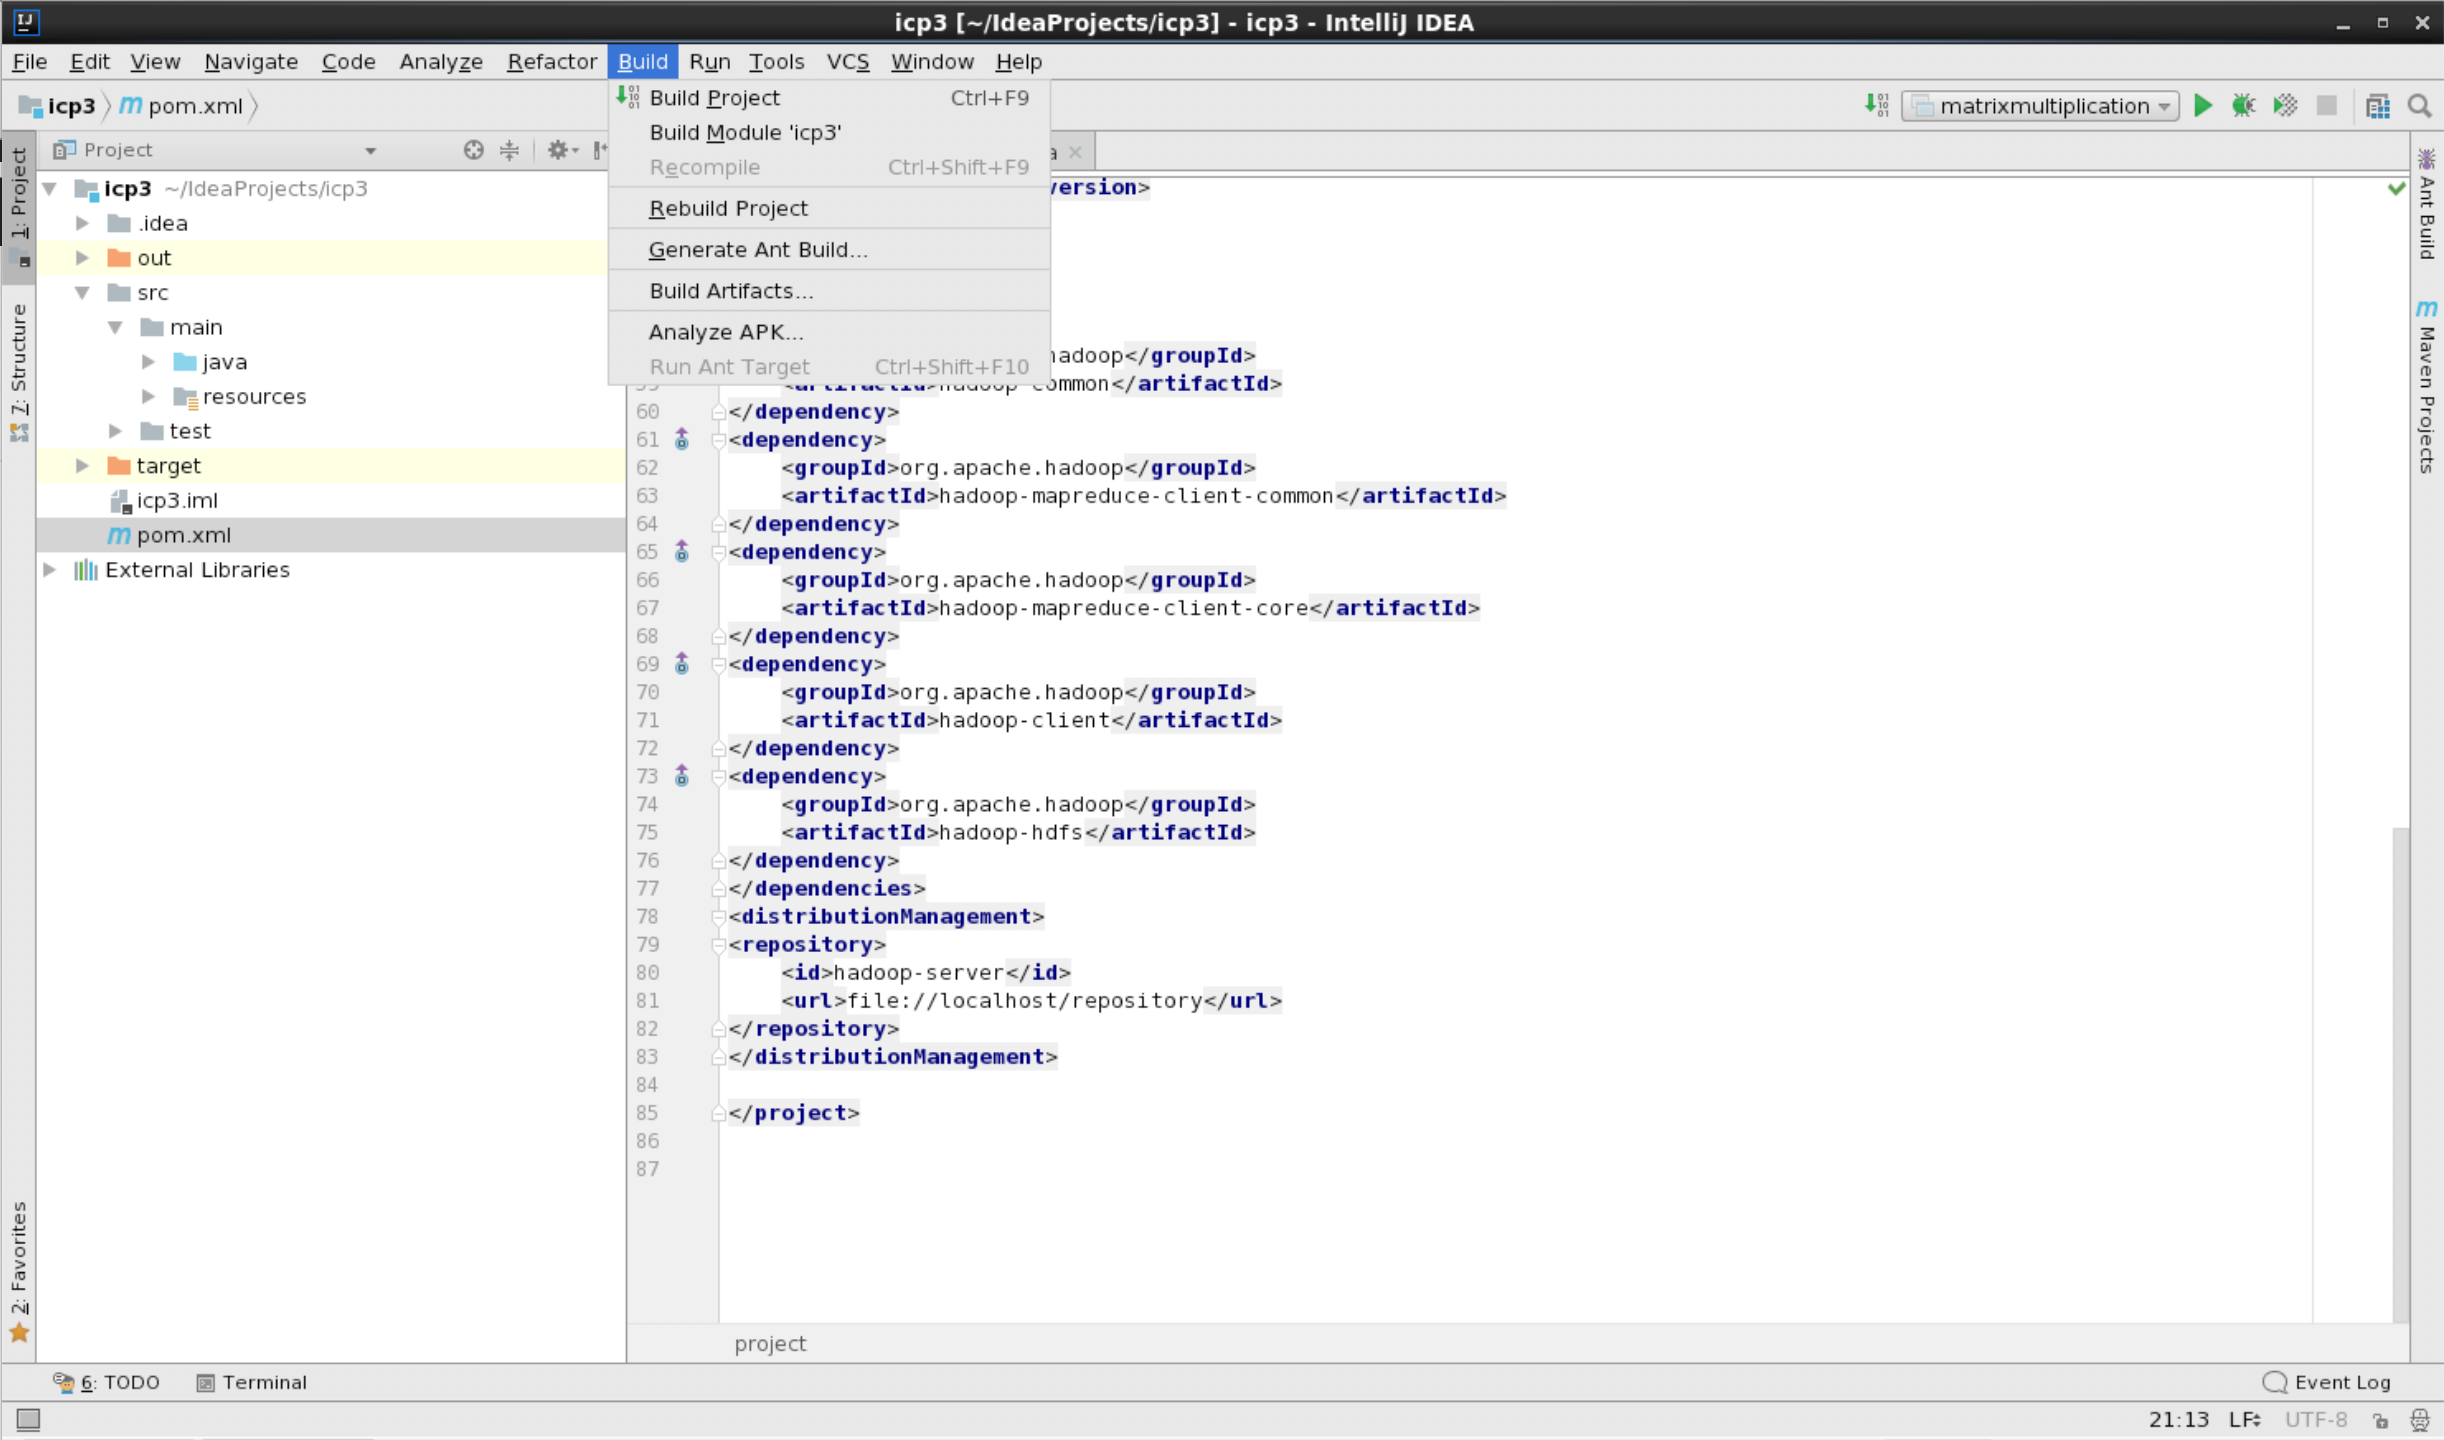 icp3 [~/IdeaProjects/icp3] - icp3 - IntelliJ IDEA
File Edit View Navigate Code Analyze Refactor Build Run Tools VCS Window Help
icp3 pom.xml
matrixmultiplication
Build Project Ctrl+F9
Build Module 'icp3'
Recompile Ctrl+Shift+F9
Rebuild Project
Generate Ant Build...
Build Artifacts...
Analyze APK...
Run Ant Target Ctrl+Shift+F10
1: Project
7: Structure
2: Favorites
Project
icp3 ~/IdeaProjects/icp3
.idea
out
src
main
java
resources
test
target
icp3.iml
pom.xml
External Libraries
a
version>
hadoop</groupId>
59 <artifactId>hadoop-common</artifactId>
60 </dependency>
61 <dependency>
62 <groupId>org.apache.hadoop</groupId>
63 <artifactId>hadoop-mapreduce-client-common</artifactId>
64 </dependency>
65 <dependency>
66 <groupId>org.apache.hadoop</groupId>
67 <artifactId>hadoop-mapreduce-client-core</artifactId>
68 </dependency>
69 <dependency>
70 <groupId>org.apache.hadoop</groupId>
71 <artifactId>hadoop-client</artifactId>
72 </dependency>
73 <dependency>
74 <groupId>org.apache.hadoop</groupId>
75 <artifactId>hadoop-hdfs</artifactId>
76 </dependency>
77 </dependencies>
78 <distributionManagement>
79 <repository>
80 <id>hadoop-server</id>
81 <url>file://localhost/repository</url>
82 </repository>
83 </distributionManagement>
84
85 </project>
86
87
project
Ant Build
Maven Projects
6: TODO Terminal Event Log
21:13 LF UTF-8